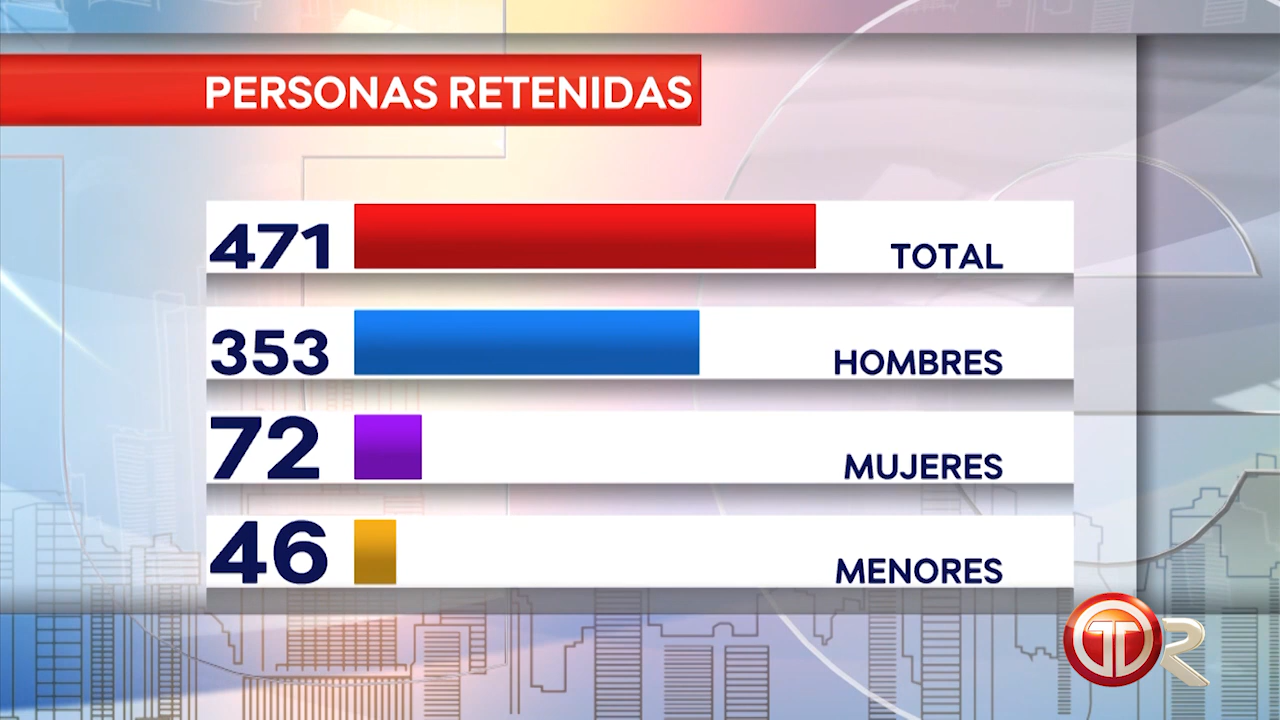 PERSONAS RETENIDAS
471 TOTAL
353 HOMBRES
72 MUJERES
46 MENORES
R